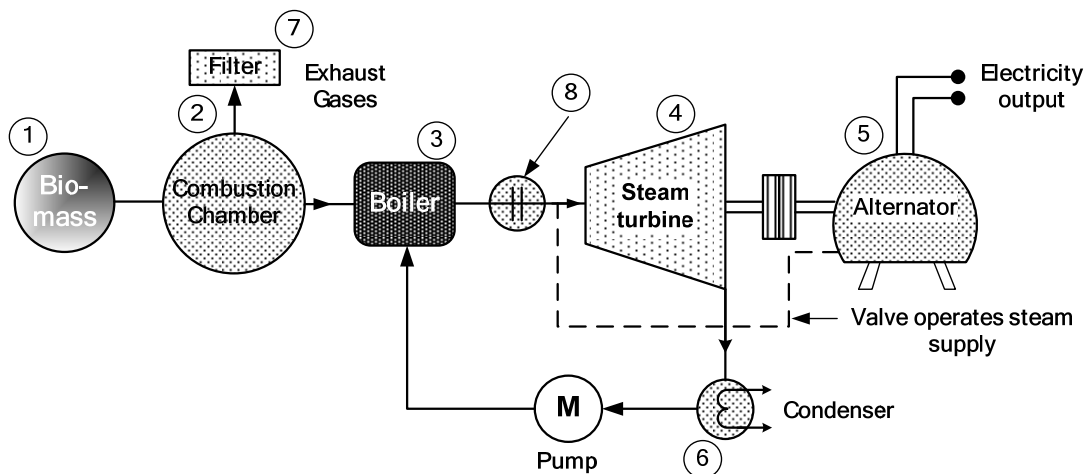 7
Filter
Exhaust
Gases
2
1
Bio-
mass
Combustion
Chamber
3
Boiler
8
4
Steam
turbine
5
Alternator
Electricity
output
Valve operates steam
supply
M
Pump
Condenser
6